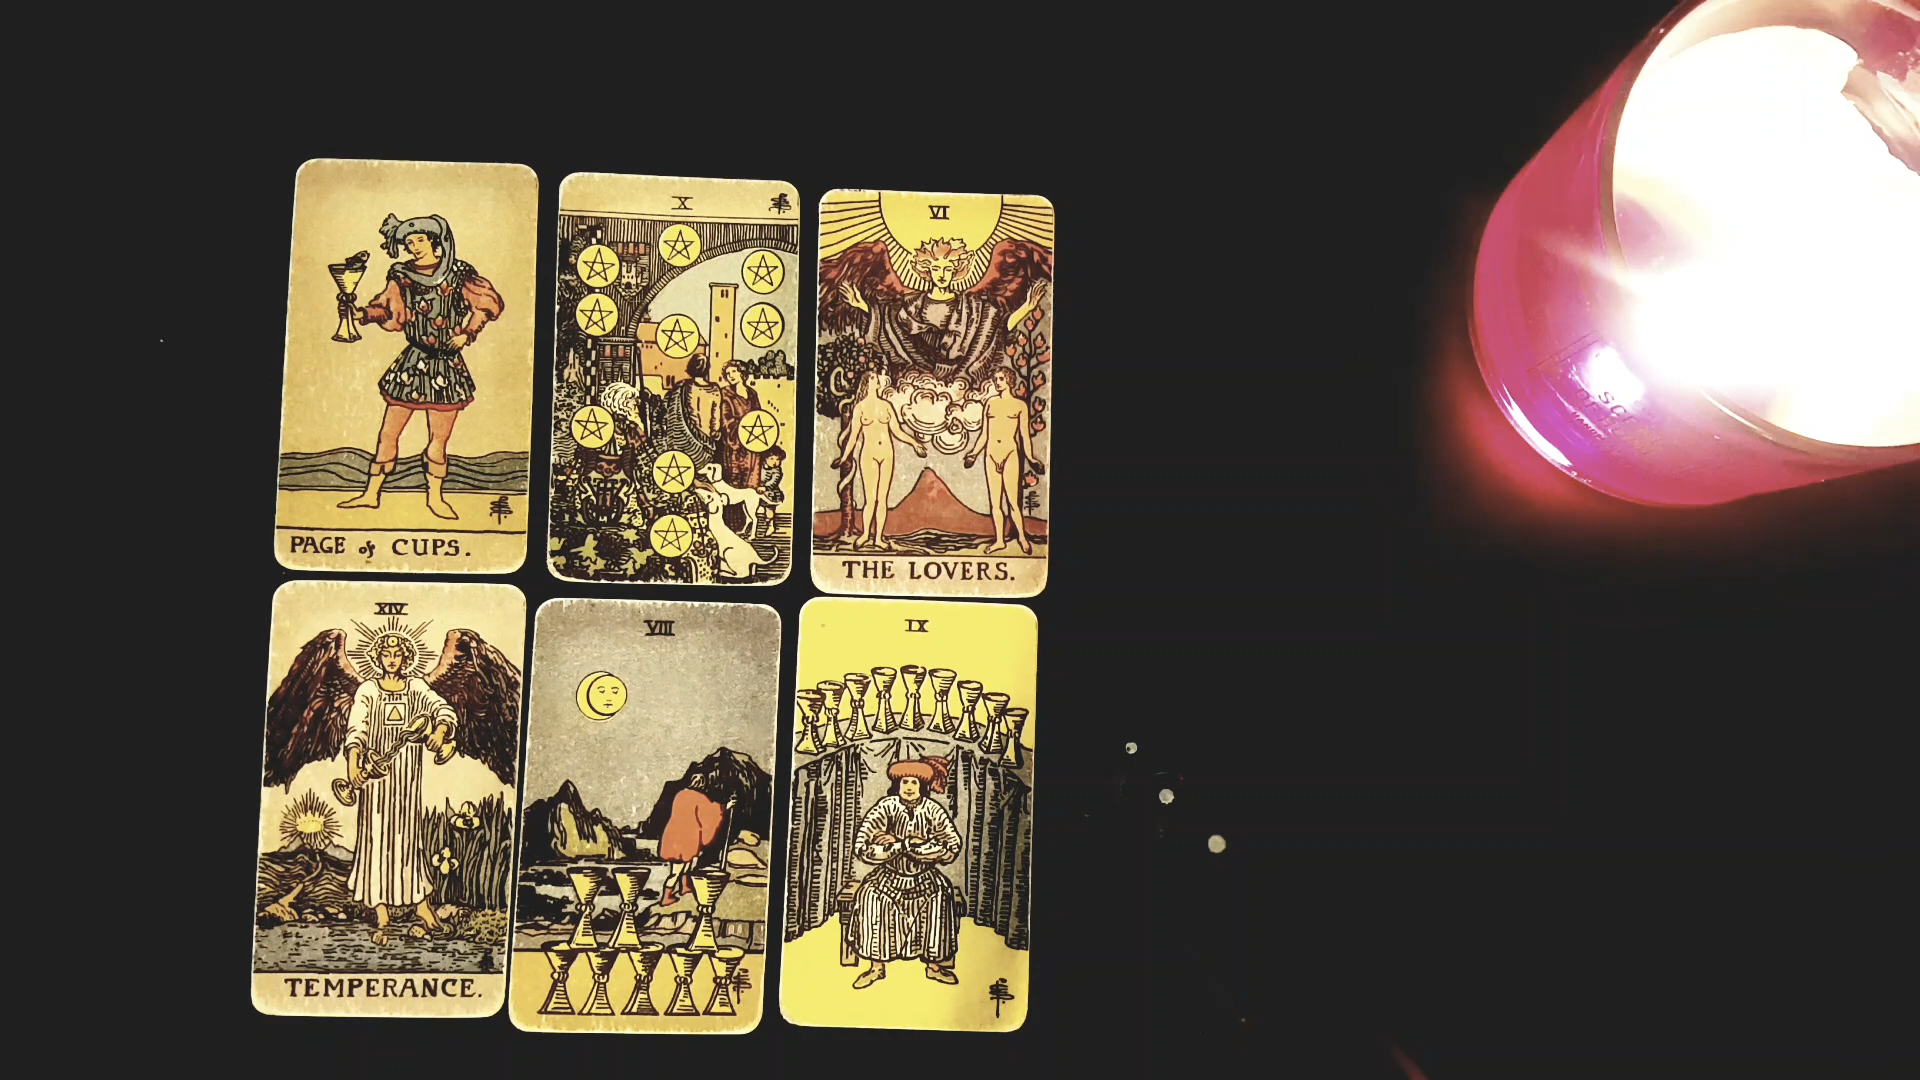 PAGE of CUPS.
X
VI
THE LOVERS.
XIV
TEMPERANCE.
VIII
IX